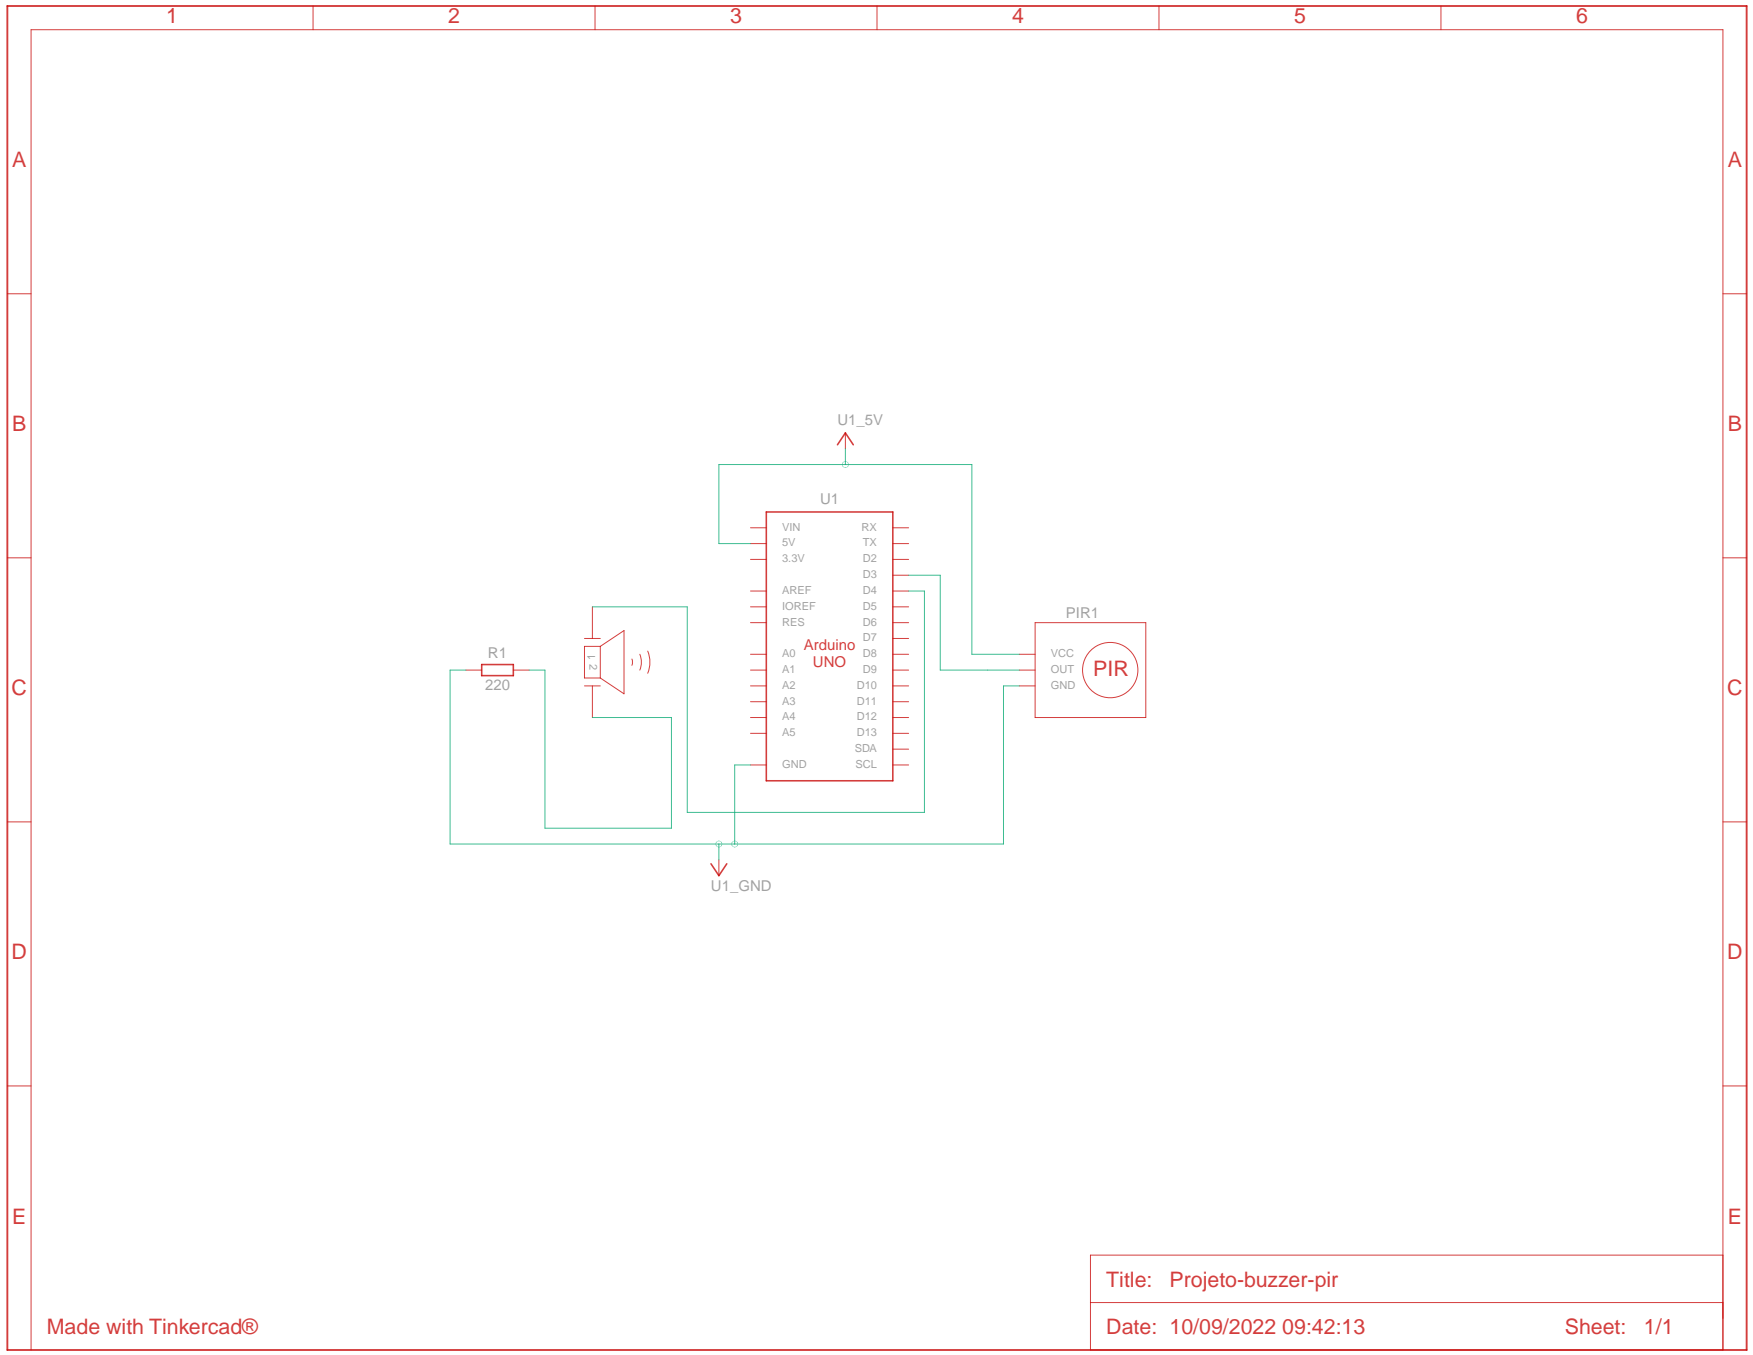 1 2 3 4 5 6
A A
B B
U1_5V
U1
VIN RX
5V TX
3.3V D2
D3
AREF D4
IOREF D5
RES D6
D7
Arduino
UNO
A0 D8
A1 D9
A2 D10
A3 D11
A4 D12
A5 D13
SDA
GND SCL
R1
220
1 2
PIR1
VCC
OUT
GND
PIR
C C
U1_GND
D D
E E
Title: Projeto-buzzer-pir
Made with Tinkercad®
Date: 10/09/2022 09:42:13 Sheet: 1/1